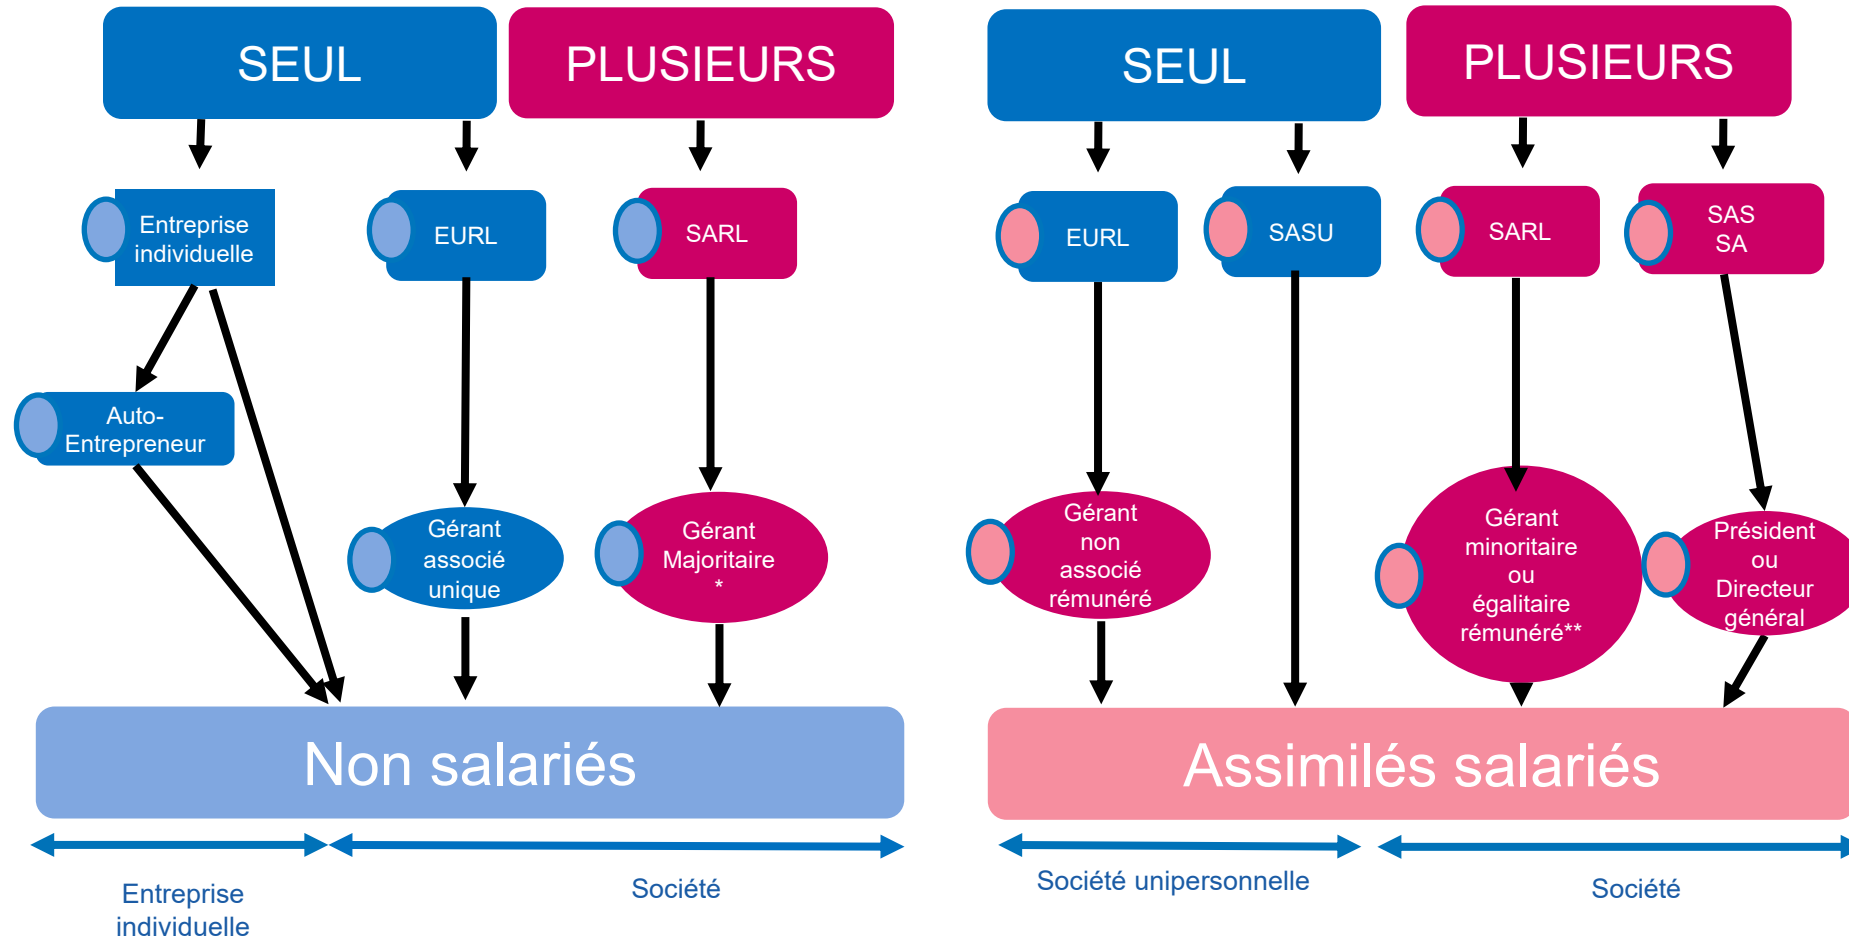 SEUL
PLUSIEURS
SEUL
PLUSIEURS
Entreprise
individuelle
EURL
SARL
EURL
SASU
SARL
SAS
SA
Auto-
Entrepreneur
Gérant
associé
unique
Gérant
Majoritaire
*
Gérant
non
associé
rémunéré
Gérant
minoritaire
ou
égalitaire
rémunéré**
Président
ou
Directeur
général
Non salariés
Assimilés salariés
Entreprise
individuelle
Société
Société unipersonnelle
Société